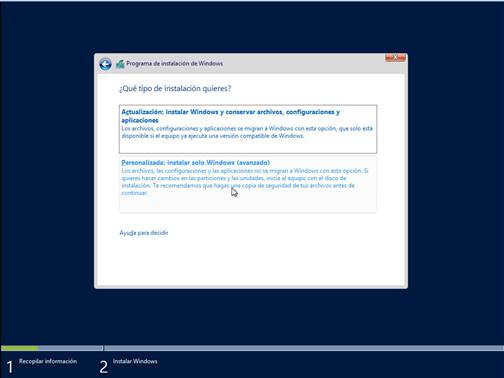 Programa de instalación de Windows
¿Qué tipo de instalación quieres?
Actualización: instalar Windows y conservar archivos, configuraciones y
aplicaciones
Los archivos, configuraciones y aplicaciones se migran a Windows con esta opción, que solo está
disponible si el equipo ya ejecuta una versión compatible de Windows.
Personalizada: instalar solo Windows (avanzado)
Los archivos, las configuraciones y las aplicaciones no se migran a Windows con esta opción. Si
quieres hacer cambios en las particiones y las unidades, inicia el equipo con el disco de
instalación. Te recomendamos que hagas una copia de seguridad de tus archivos antes de
continuar.
Ayuda para decidir
1 Recopilar información
2 Instalar Windows